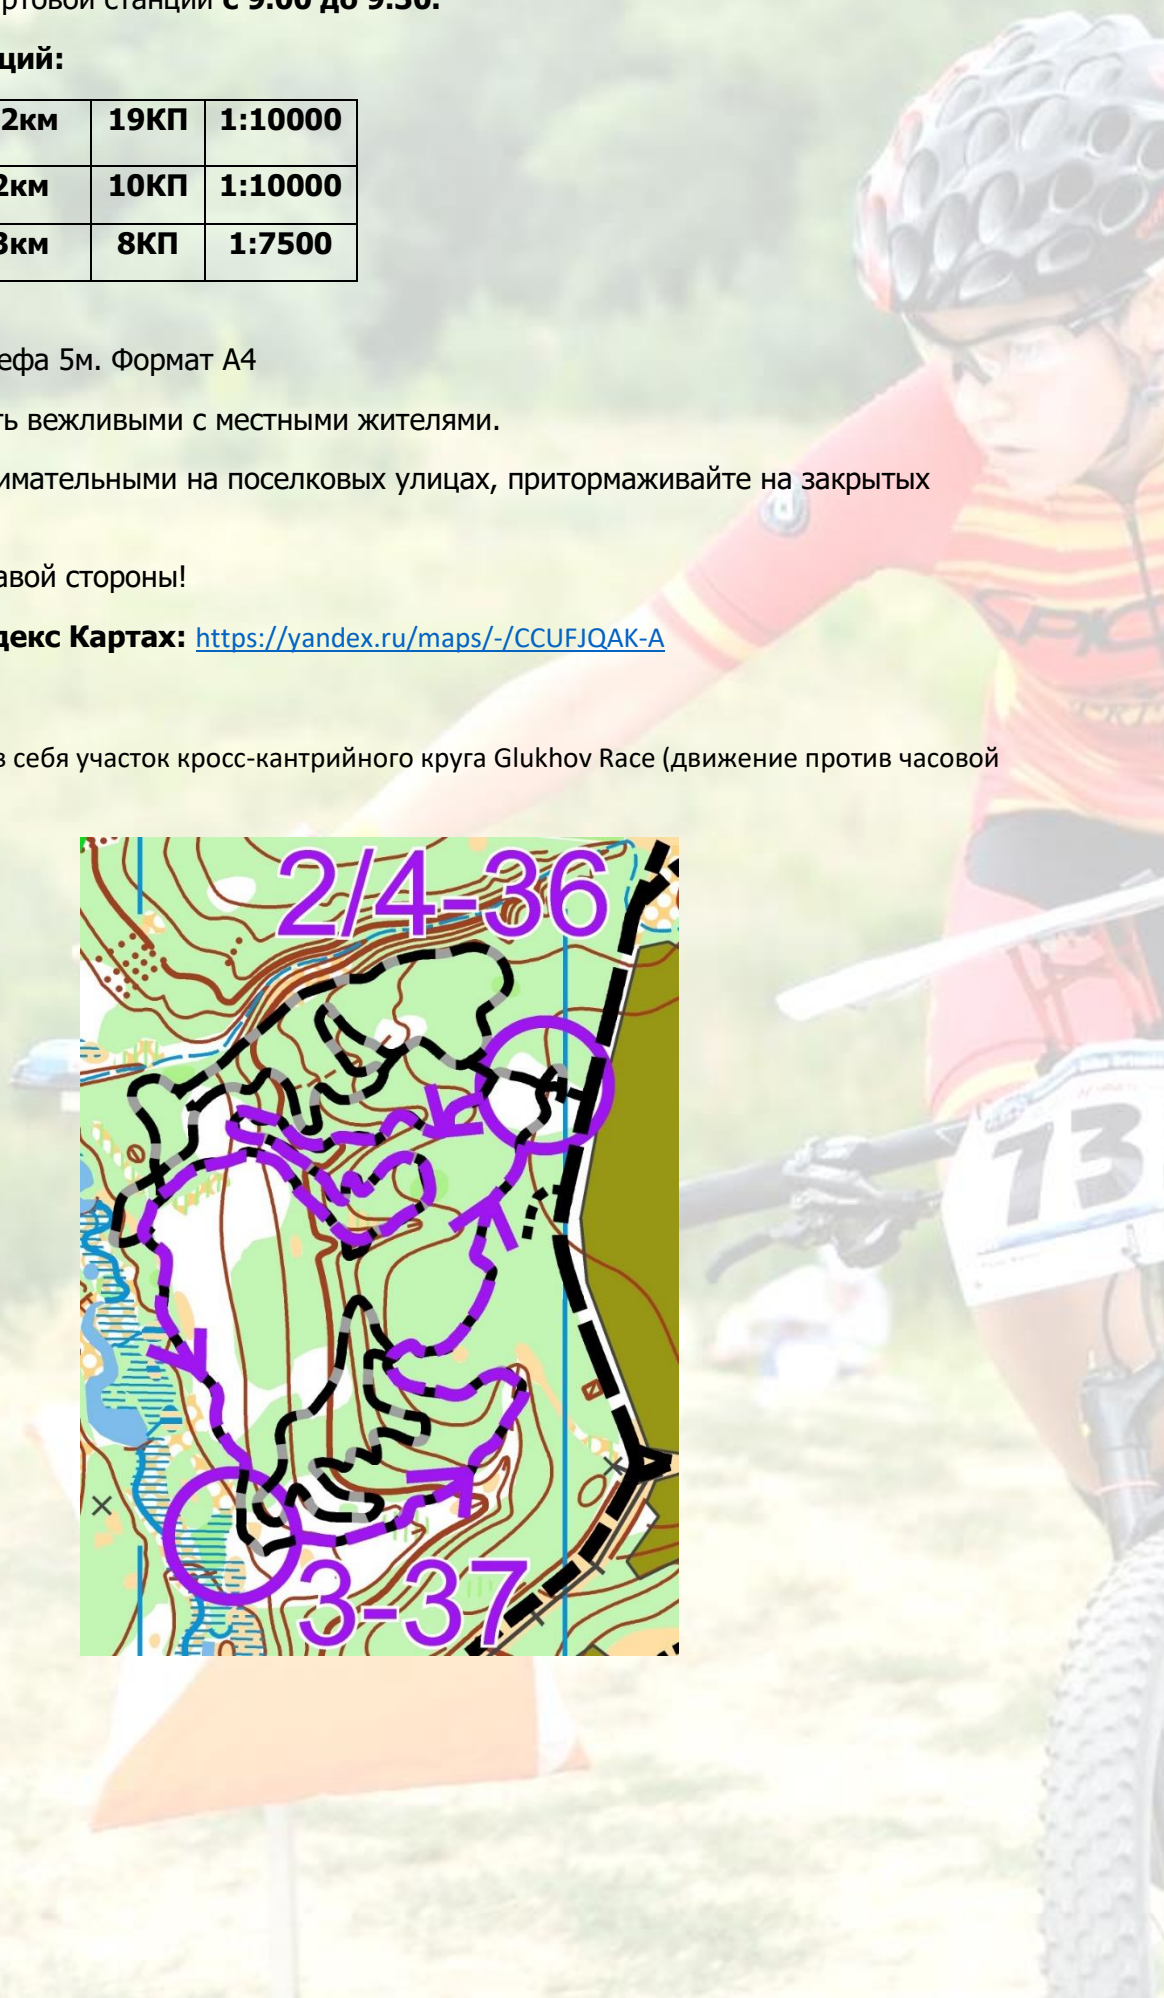 ртовой станции с 9.00 до 9.30.
ций:
2км 19КП 1:10000
2км 10КП 1:10000
3км 8КП 1:7500
ефа 5м. Формат А4
ть вежливыми с местными жителями.
имательными на поселковых улицах, притормаживайте на закрытых
авой стороны!
декс Картах: https://yandex.ru/maps/-/CCUFJQAK-A
в себя участок кросс-кантрийного круга Glukhov Race (движение против часовой
2/4-36
3-37
73